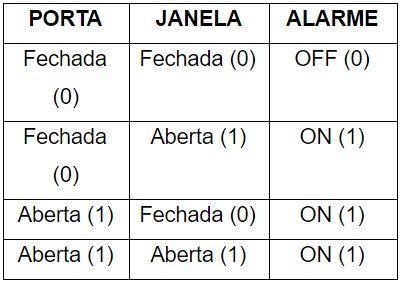 PORTA JANELA ALARME
Fechada (0) Fechada (0) OFF (0)
Fechada (0) Aberta (1) ON (1)
Aberta (1) Fechada (0) ON (1)
Aberta (1) Aberta (1) ON (1)